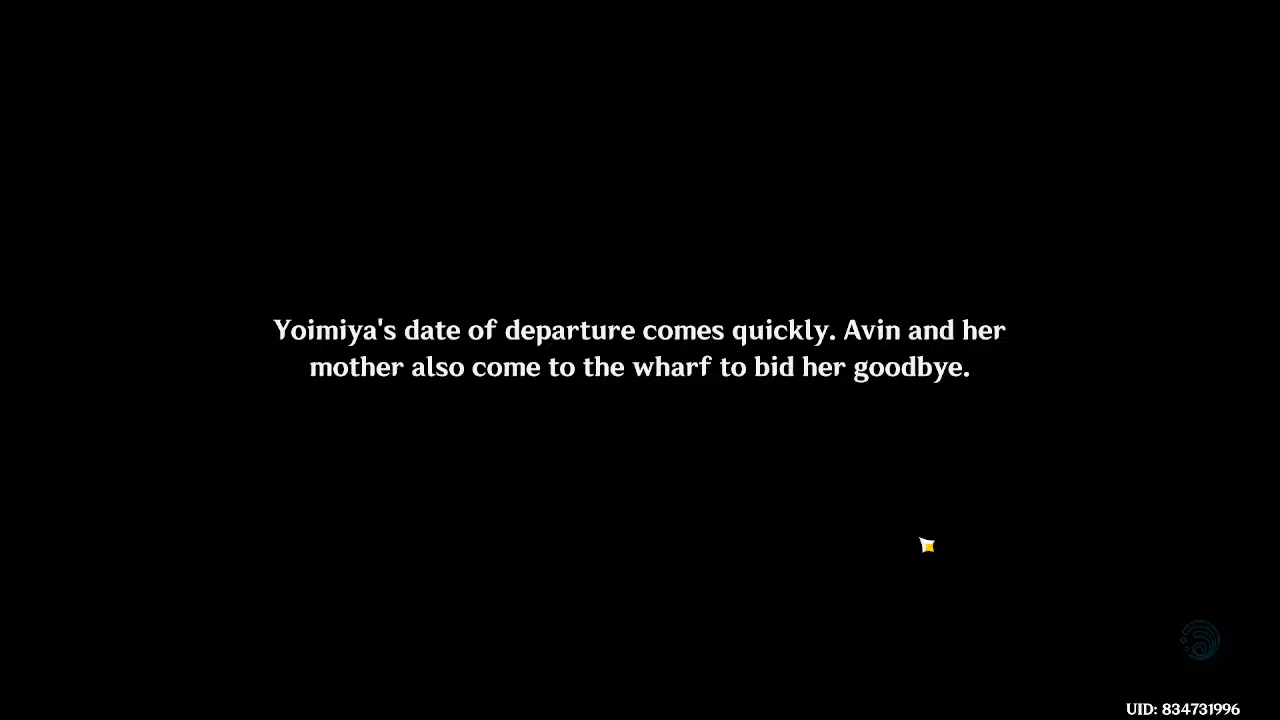 Yoimiya's date of departure comes quickly. Avin and her
mother also come to the wharf to bid her goodbye.
UID: 834731996